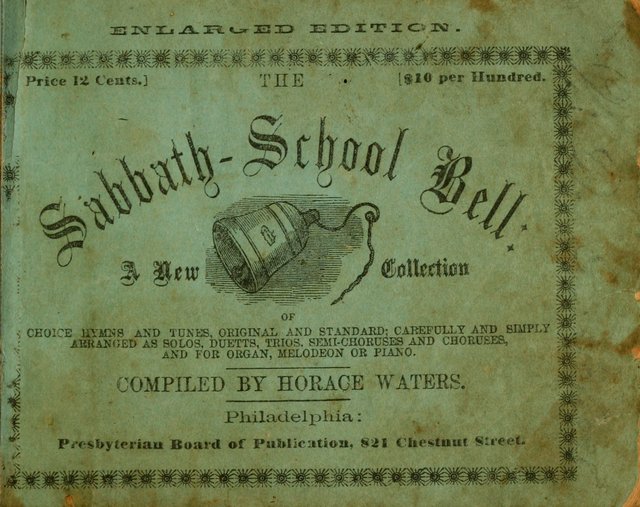 ENLARGED EDITION.
Price 12 Cents.] THE [$10 per Hundred.
Sabbath-School Bell:
A New Collection
OF
CHOICE HYMNS AND TUNES, ORIGINAL AND STANDARD; CAREFULLY AND SIMPLY
ARRANGED AS SOLOS, DUETTS, TRIOS, SEMI-CHORUSES AND CHORUSES,
AND FOR ORGAN, MELODEON OR PIANO.
COMPILED BY HORACE WATERS.
Philadelphia:
Presbyterian Board of Publication, 821 Chestnut Street.